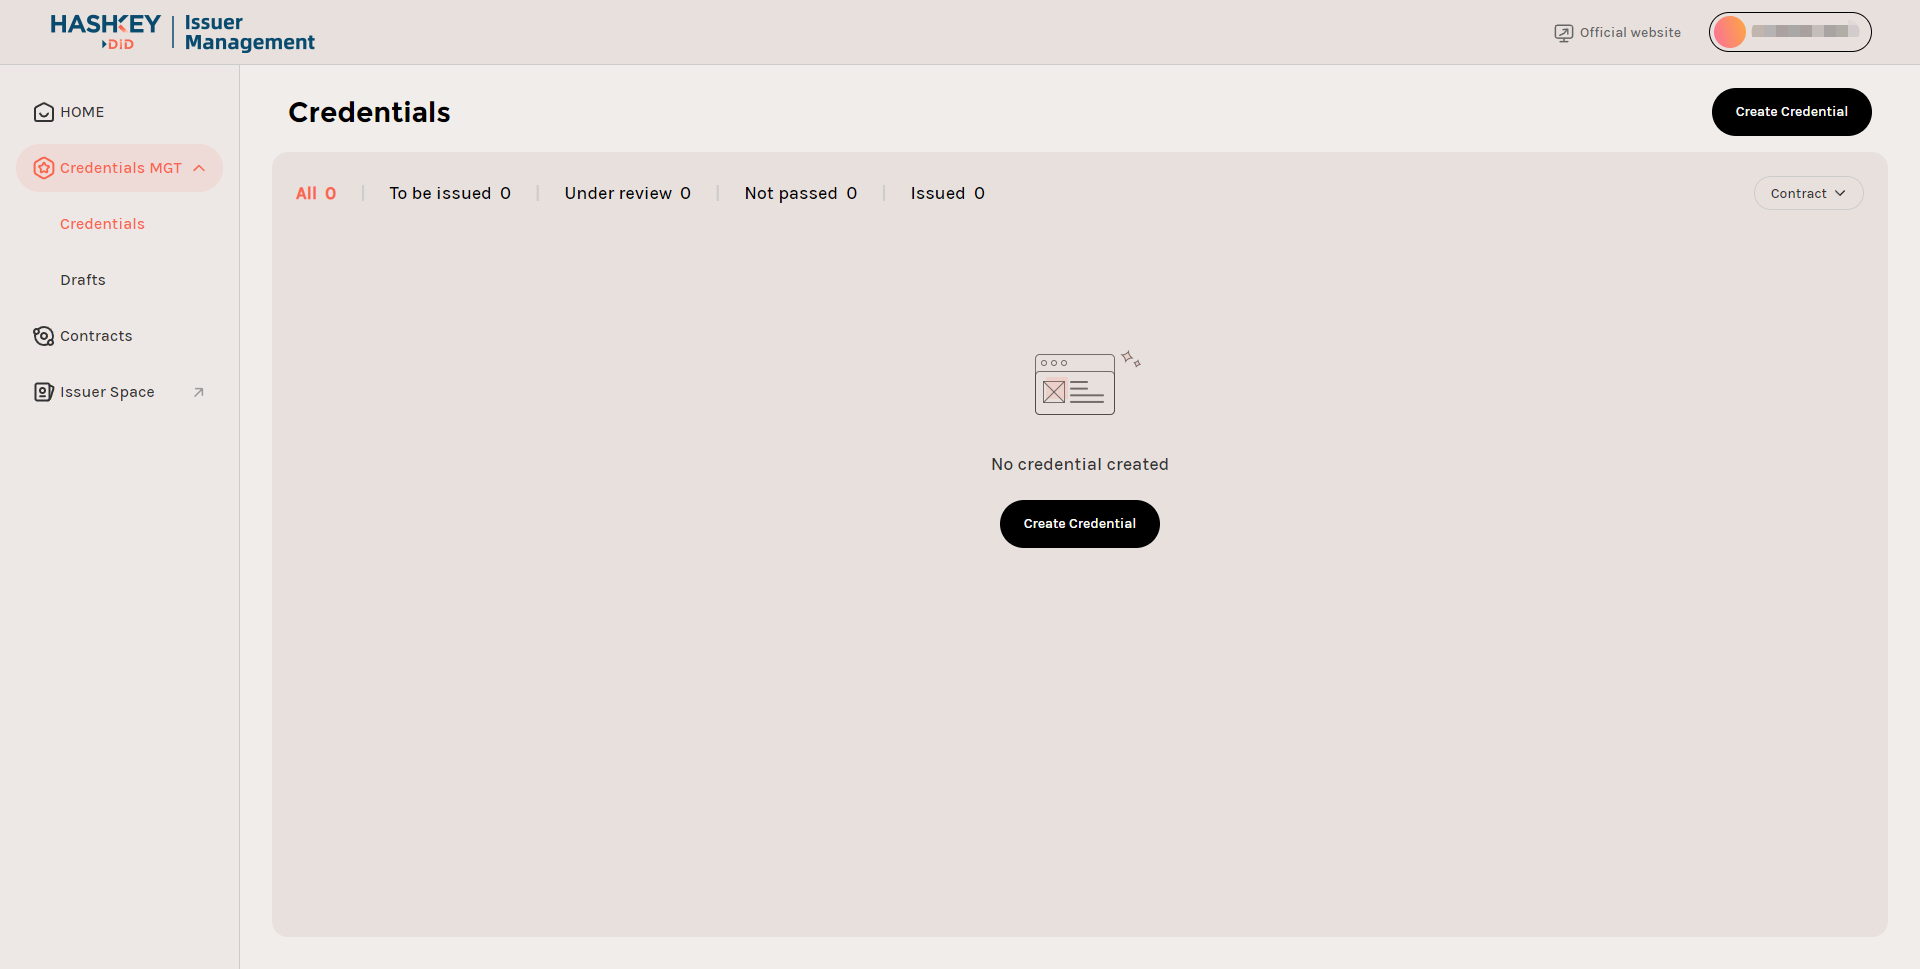 HASHKEY
DiD
Issuer
Management
Official website
HOME
Credentials MGT
Credentials
Drafts
Contracts
Issuer Space
Credentials
Create Credential
All 0
To be issued 0
Under review 0
Not passed 0
Issued 0
Contract
No credential created
Create Credential